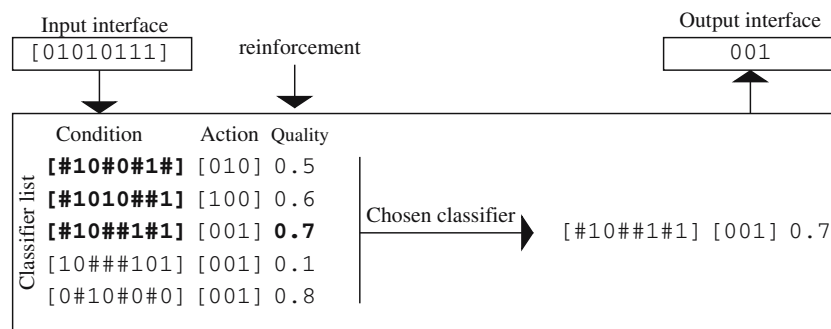 Input interface
[01010111]
reinforcement
Output interface
001
Classifier list
Condition Action Quality
[#10#0#1#] [010] 0.5
[#1010##1] [100] 0.6
[#10##1#1] [001] 0.7
[10###101] [001] 0.1
[0#10#0#0] [001] 0.8
Chosen classifier
[#10##1#1] [001] 0.7